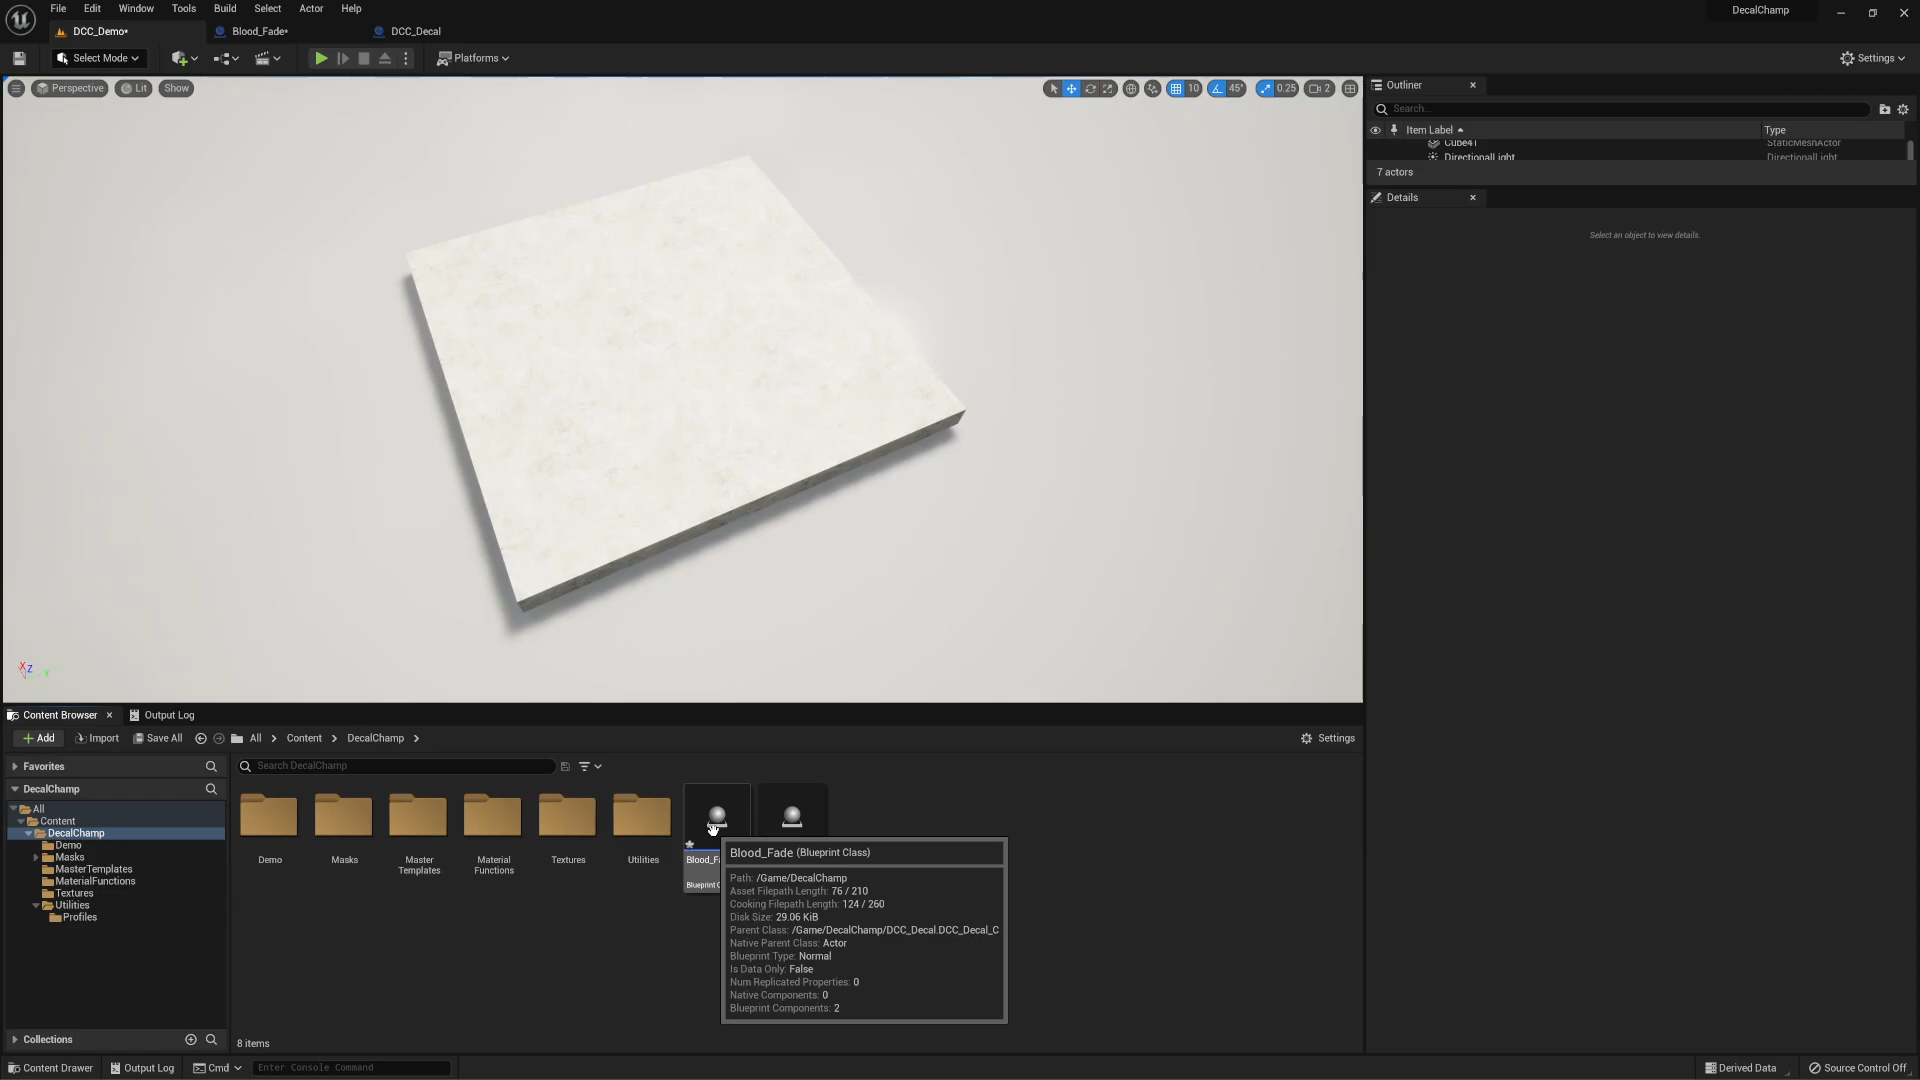 File Edit Window Tools Build Select Actor Help DecalChamp
DCC_Demo* Blood_Fade* DCC_Decal
Select Mode Platforms Settings
Perspective Lit Show 10 45° 0.25 2
Outliner
Search...
Item Label Type
Cube41 StaticMeshActor
DirectionalLight DirectionalLight
7 actors
Details
Select an object to view details.
X Z Y
Content Browser Output Log
Add Import Save All All Content DecalChamp Settings
Favorites
Search DecalChamp
DecalChamp
All
Content
DecalChamp
Demo
Masks
MasterTemplates
MaterialFunctions
Textures
Utilities
Profiles
Demo
Masks
Master
Templates
Material
Functions
Textures
Utilities
Blood_Fa
Blueprint C
Blood_Fade (Blueprint Class)
Path: /Game/DecalChamp
Asset Filepath Length: 76 / 210
Cooking Filepath Length: 124 / 260
Disk Size: 29.06 KiB
Parent Class: /Game/DecalChamp/DCC_Decal.DCC_Decal_C
Native Parent Class: Actor
Blueprint Type: Normal
Is Data Only: False
Num Replicated Properties: 0
Native Components: 0
Blueprint Components: 2
Collections
8 items
Content Drawer Output Log Cmd Enter Console Command Derived Data Source Control Off